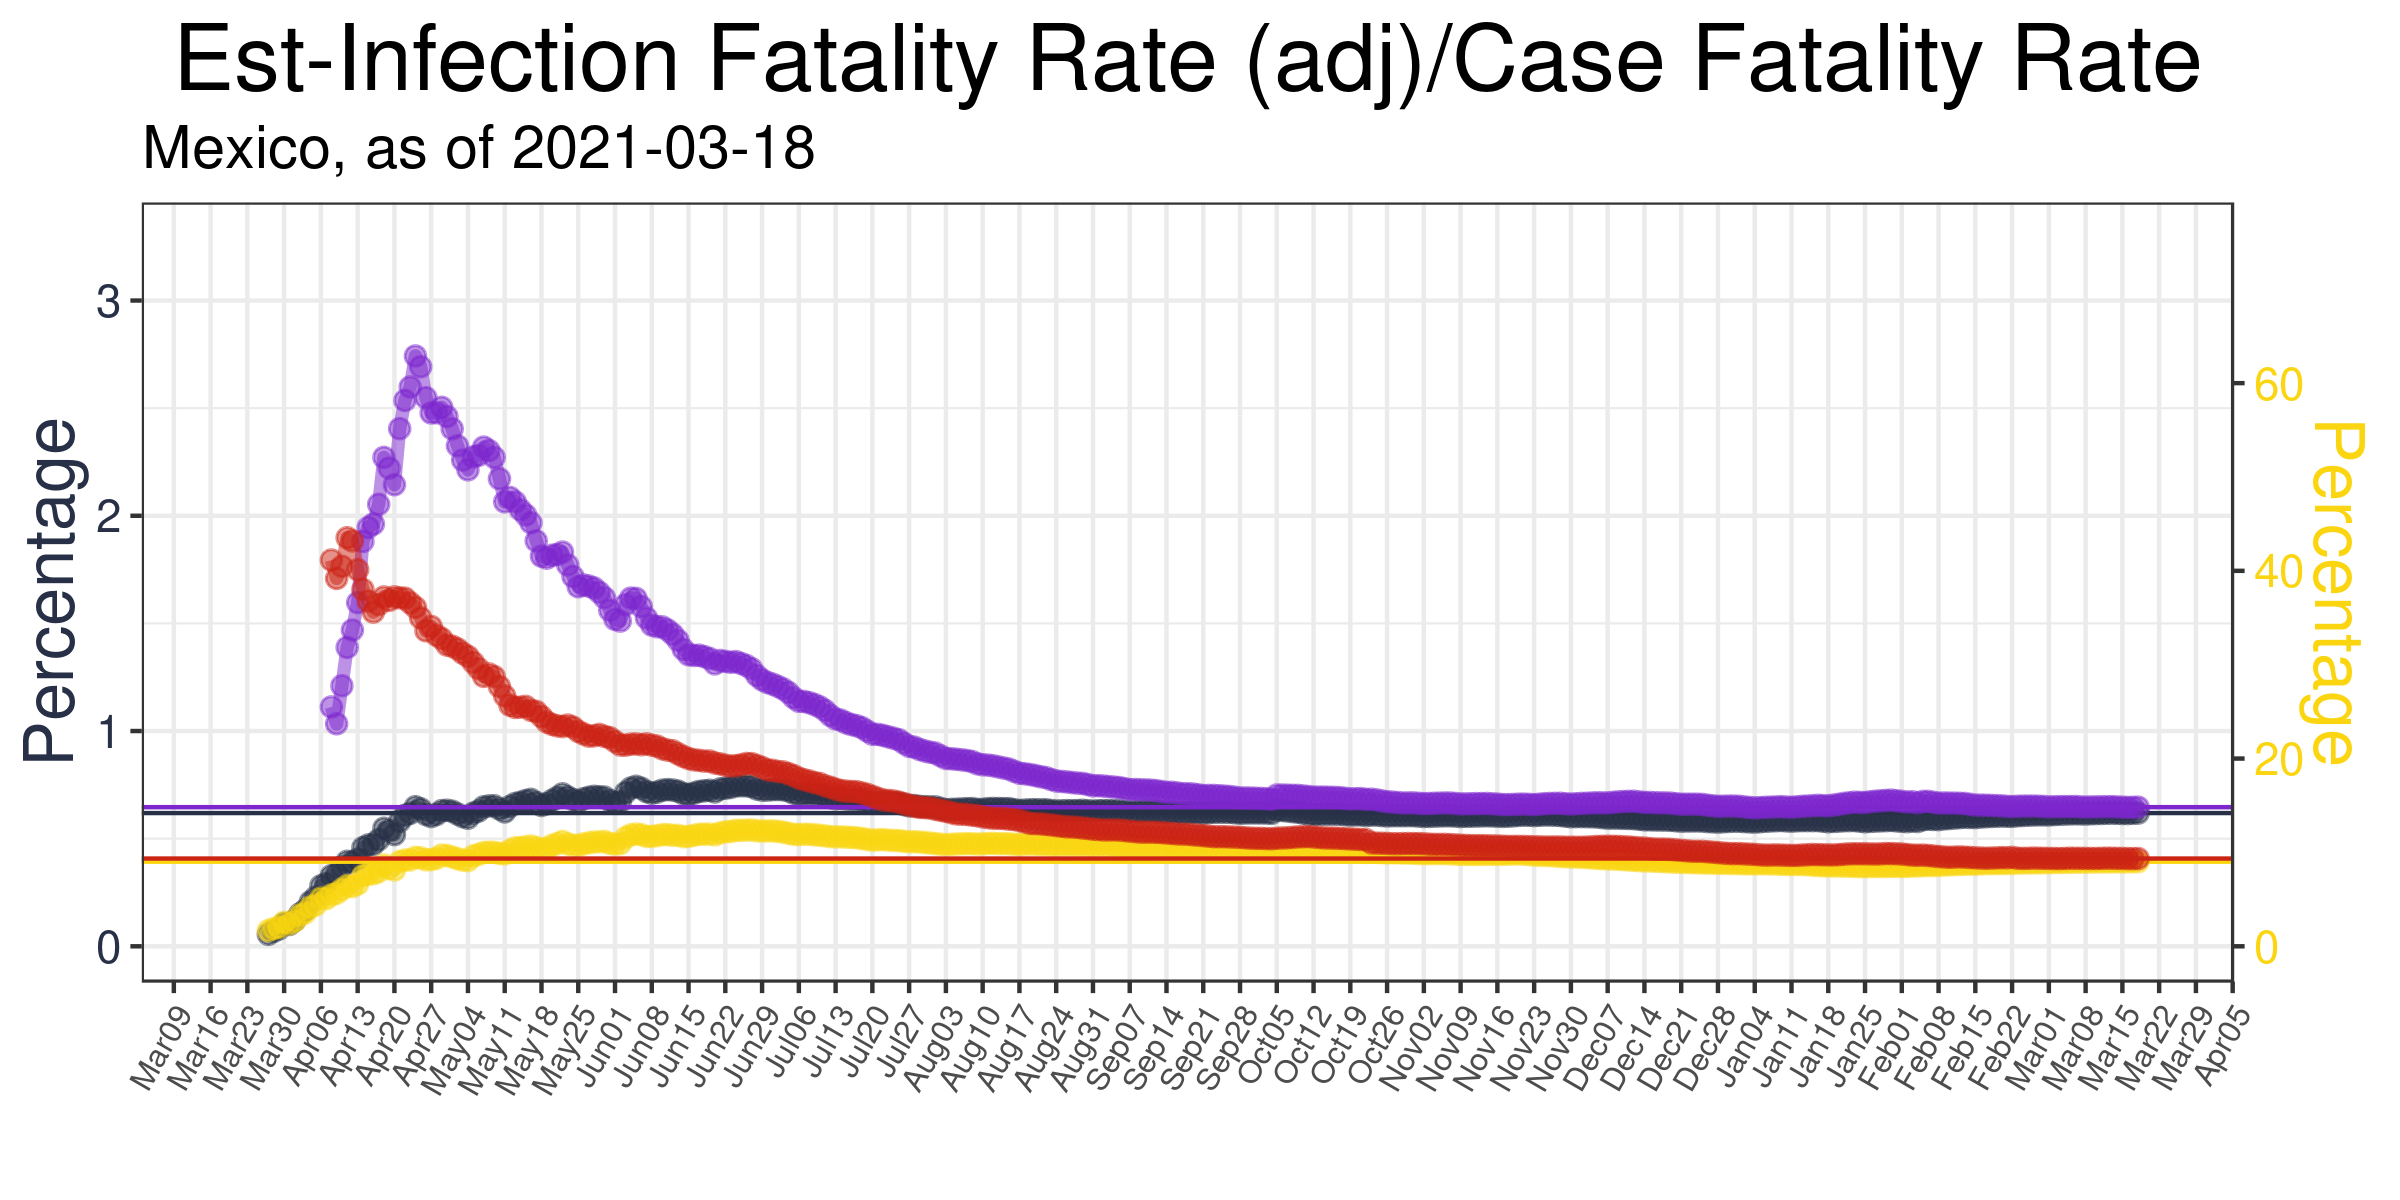 Est-Infection Fatality Rate (adj)/Case Fatality Rate
Mexico, as of 2021-03-18
Percentage
3
2
1
0
60
40
20
0
Percentage
Mar09
Mar16
Mar23
Mar30
Apr06
Apr13
Apr20
Apr27
May04
May11
May18
May25
Jun01
Jun08
Jun15
Jun22
Jun29
Jul06
Jul13
Jul20
Jul27
Aug03
Aug10
Aug17
Aug24
Aug31
Sep07
Sep14
Sep21
Sep28
Oct05
Oct12
Oct19
Oct26
Nov02
Nov09
Nov16
Nov23
Nov30
Dec07
Dec14
Dec21
Dec28
Jan04
Jan11
Jan18
Jan25
Feb01
Feb08
Feb15
Feb22
Mar01
Mar08
Mar15
Mar22
Mar29
Apr05